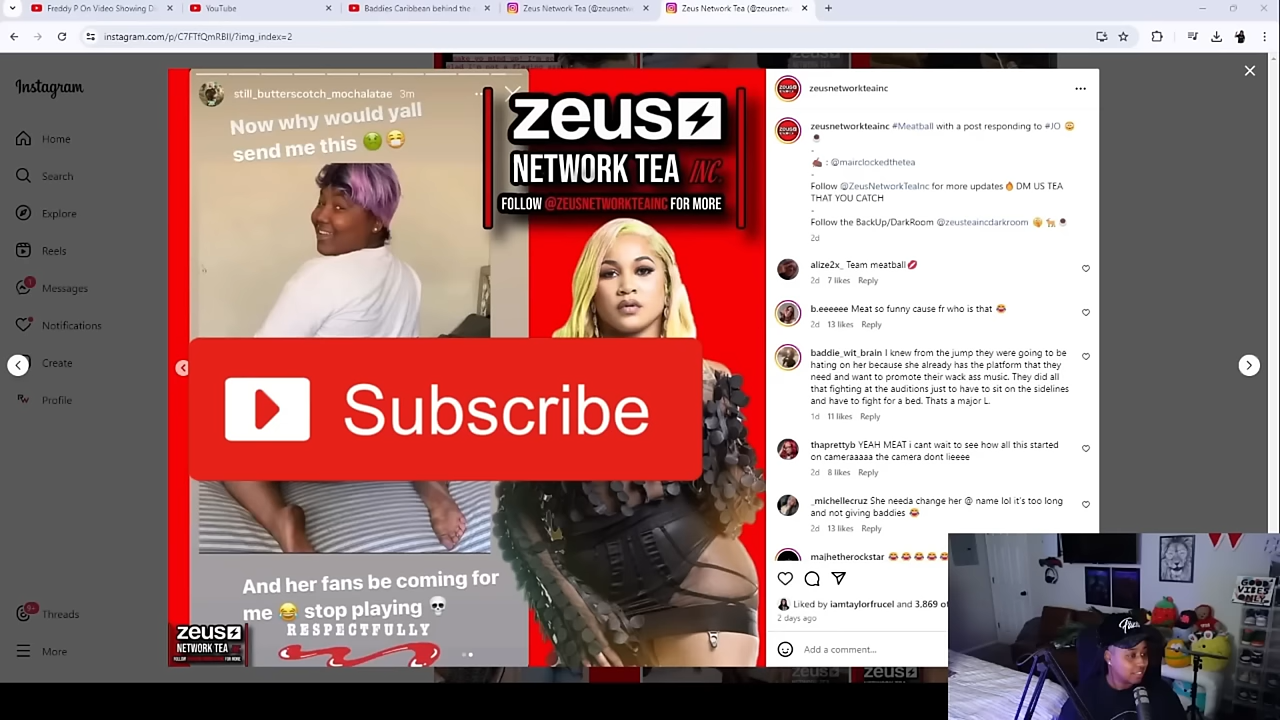 Freddy P On Video Showing Di
YouTube
Baddies Caribbean behind the
Zeus Network Tea (@zeusnetw
Zeus Network Tea (@zeusnetw
instagram.com/p/C7FTfQmRBIl/?img_index=2
Instagram
Home
Search
Explore
Reels
1
Messages
Notifications
Create
Profile
9+
Threads
More
still_butterscotch_mochalatae 3m
Now why would yall
send me this
zeus
NETWORK TEA INC.
FOLLOW @ZEUSNETWORKTEAINC FOR MORE
Subscribe
And her fans be coming for
me 😂 stop playing 💀
RESPECTFULLY
zeus
NETWORK TEA
zeusnetworkteainc
zeusnetworkteainc #Meatball with a post responding to #JO
-
: @mairclockedthetea
-
Follow @ZeusNetworkTeaInc for more updates🔥DM US TEA
THAT YOU CATCH
-
Follow the BackUp/DarkRoom @zeusteaincdarkroom
2d
alize2x_ Team meatball💋
2d 7 likes Reply
b.eeeeee Meat so funny cause fr who is that 😂
2d 13 likes Reply
baddie_wit_brain I knew from the jump they were going to be
hating on her because she already has the platform that they
need and want to promote their wack ass music. They did all
that fighting at the auditions just to have to sit on the sidelines
and have to fight for a bed. Thats a major L.
1d 11 likes Reply
thaprettyb YEAH MEAT i cant wait to see how all this started
on cameraaaaa the camera dont lieeee
2d 8 likes Reply
_michellecruz She needa change her @ name lol it's too long
and not giving baddies 😂
2d 13 likes Reply
majhetherockstar 😂😂😂😂
Liked by iamtaylorfrucel and 3,869 ot
2 days ago
Add a comment...
GOOD
VIBES
ONLY